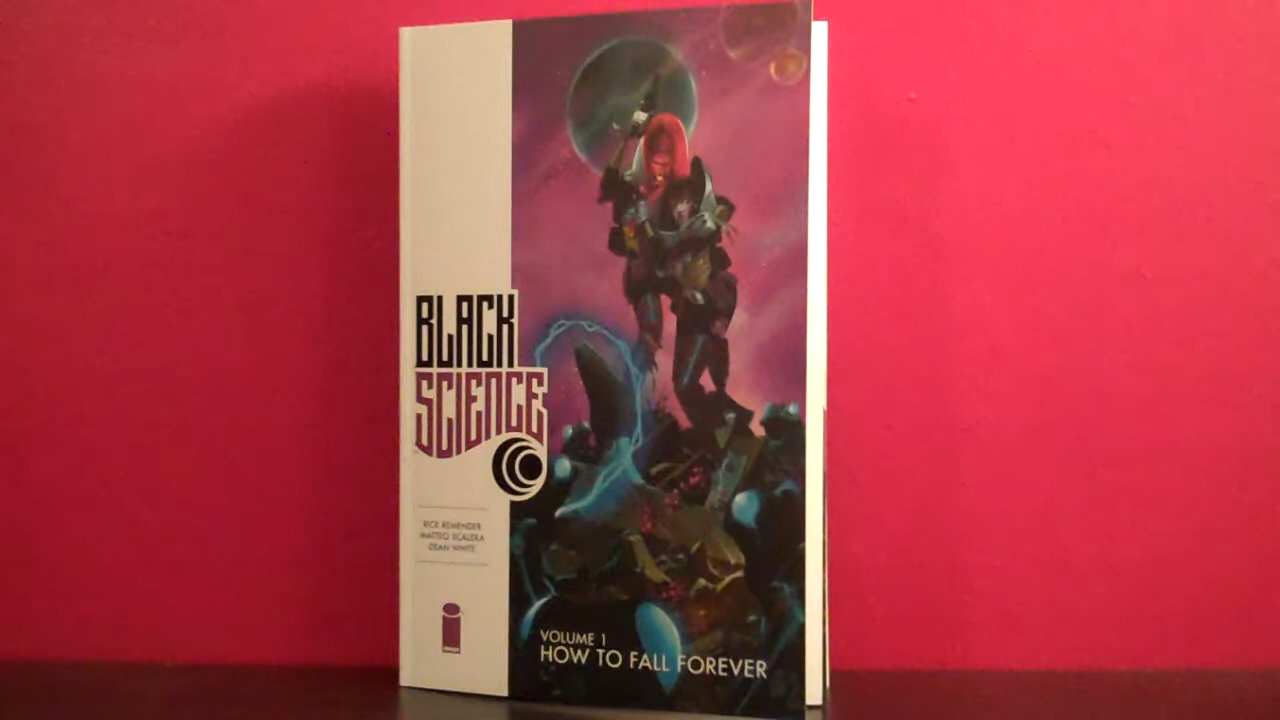 BLACK
SCIENCE
RICK REMENDER
MATTEO SCALERA
DEAN WHITE
VOLUME 1
HOW TO FALL FOREVER